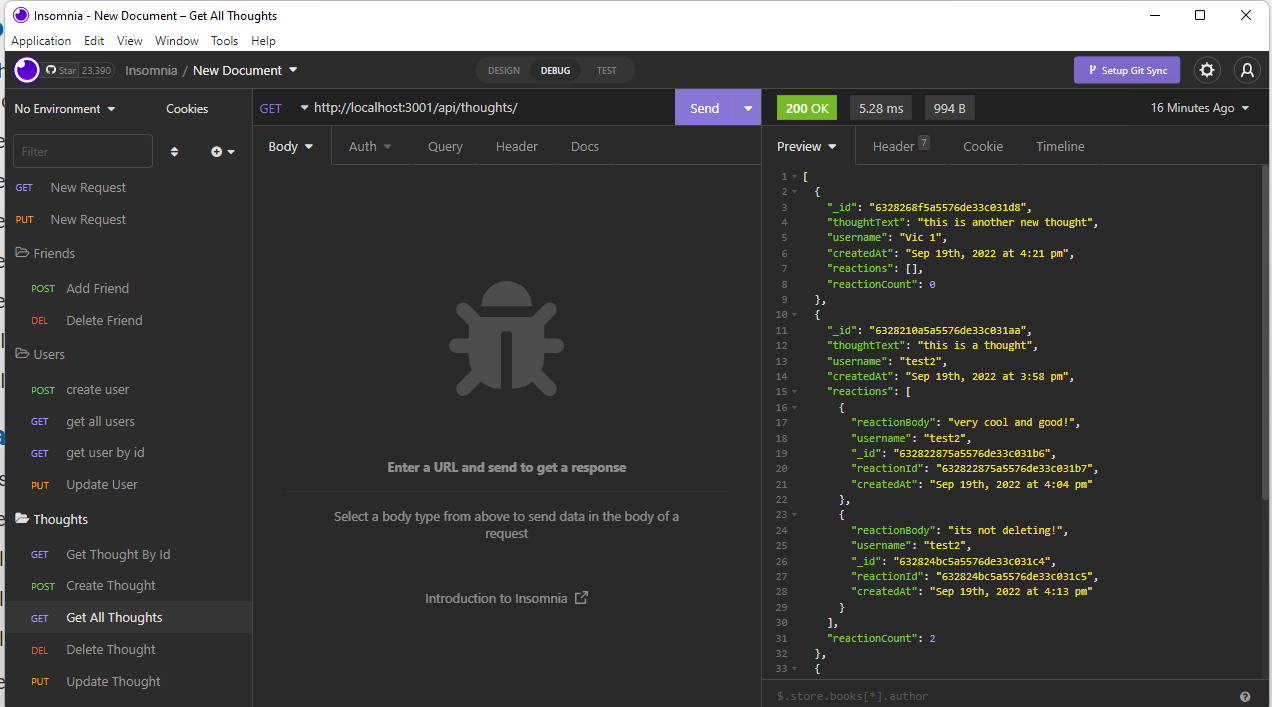 Insomnia - New Document – Get All Thoughts
Application Edit View Window Tools Help
Star 23,390 Insomnia / New Document DESIGN DEBUG TEST Setup Git Sync
No Environment Cookies
Filter
GET New Request
PUT New Request
Friends
POST Add Friend
DEL Delete Friend
Users
POST create user
GET get all users
GET get user by id
PUT Update User
Thoughts
GET Get Thought By Id
POST Create Thought
GET Get All Thoughts
DEL Delete Thought
PUT Update Thought
GET http://localhost:3001/api/thoughts/ Send
Body Auth Query Header Docs
Enter a URL and send to get a response
Select a body type from above to send data in the body of a
request
Introduction to Insomnia
200 OK 5.28 ms 994 B 16 Minutes Ago
Preview Header 7 Cookie Timeline
1 [
2 {
3 "_id": "6328268f5a5576de33c031d8",
4 "thoughtText": "this is another new thought",
5 "username": "Vic 1",
6 "createdAt": "Sep 19th, 2022 at 4:21 pm",
7 "reactions": [],
8 "reactionCount": 0
9 },
10 {
11 "_id": "6328210a5a5576de33c031aa",
12 "thoughtText": "this is a thought",
13 "username": "test2",
14 "createdAt": "Sep 19th, 2022 at 3:58 pm",
15 "reactions": [
16 {
17 "reactionBody": "very cool and good!",
18 "username": "test2",
19 "_id": "632822875a5576de33c031b6",
20 "reactionId": "632822875a5576de33c031b7",
21 "createdAt": "Sep 19th, 2022 at 4:04 pm"
22 },
23 {
24 "reactionBody": "its not deleting!",
25 "username": "test2",
26 "_id": "632824bc5a5576de33c031c4",
27 "reactionId": "632824bc5a5576de33c031c5",
28 "createdAt": "Sep 19th, 2022 at 4:13 pm"
29 }
30 ],
31 "reactionCount": 2
32 },
33 {
$.store.books[*].author